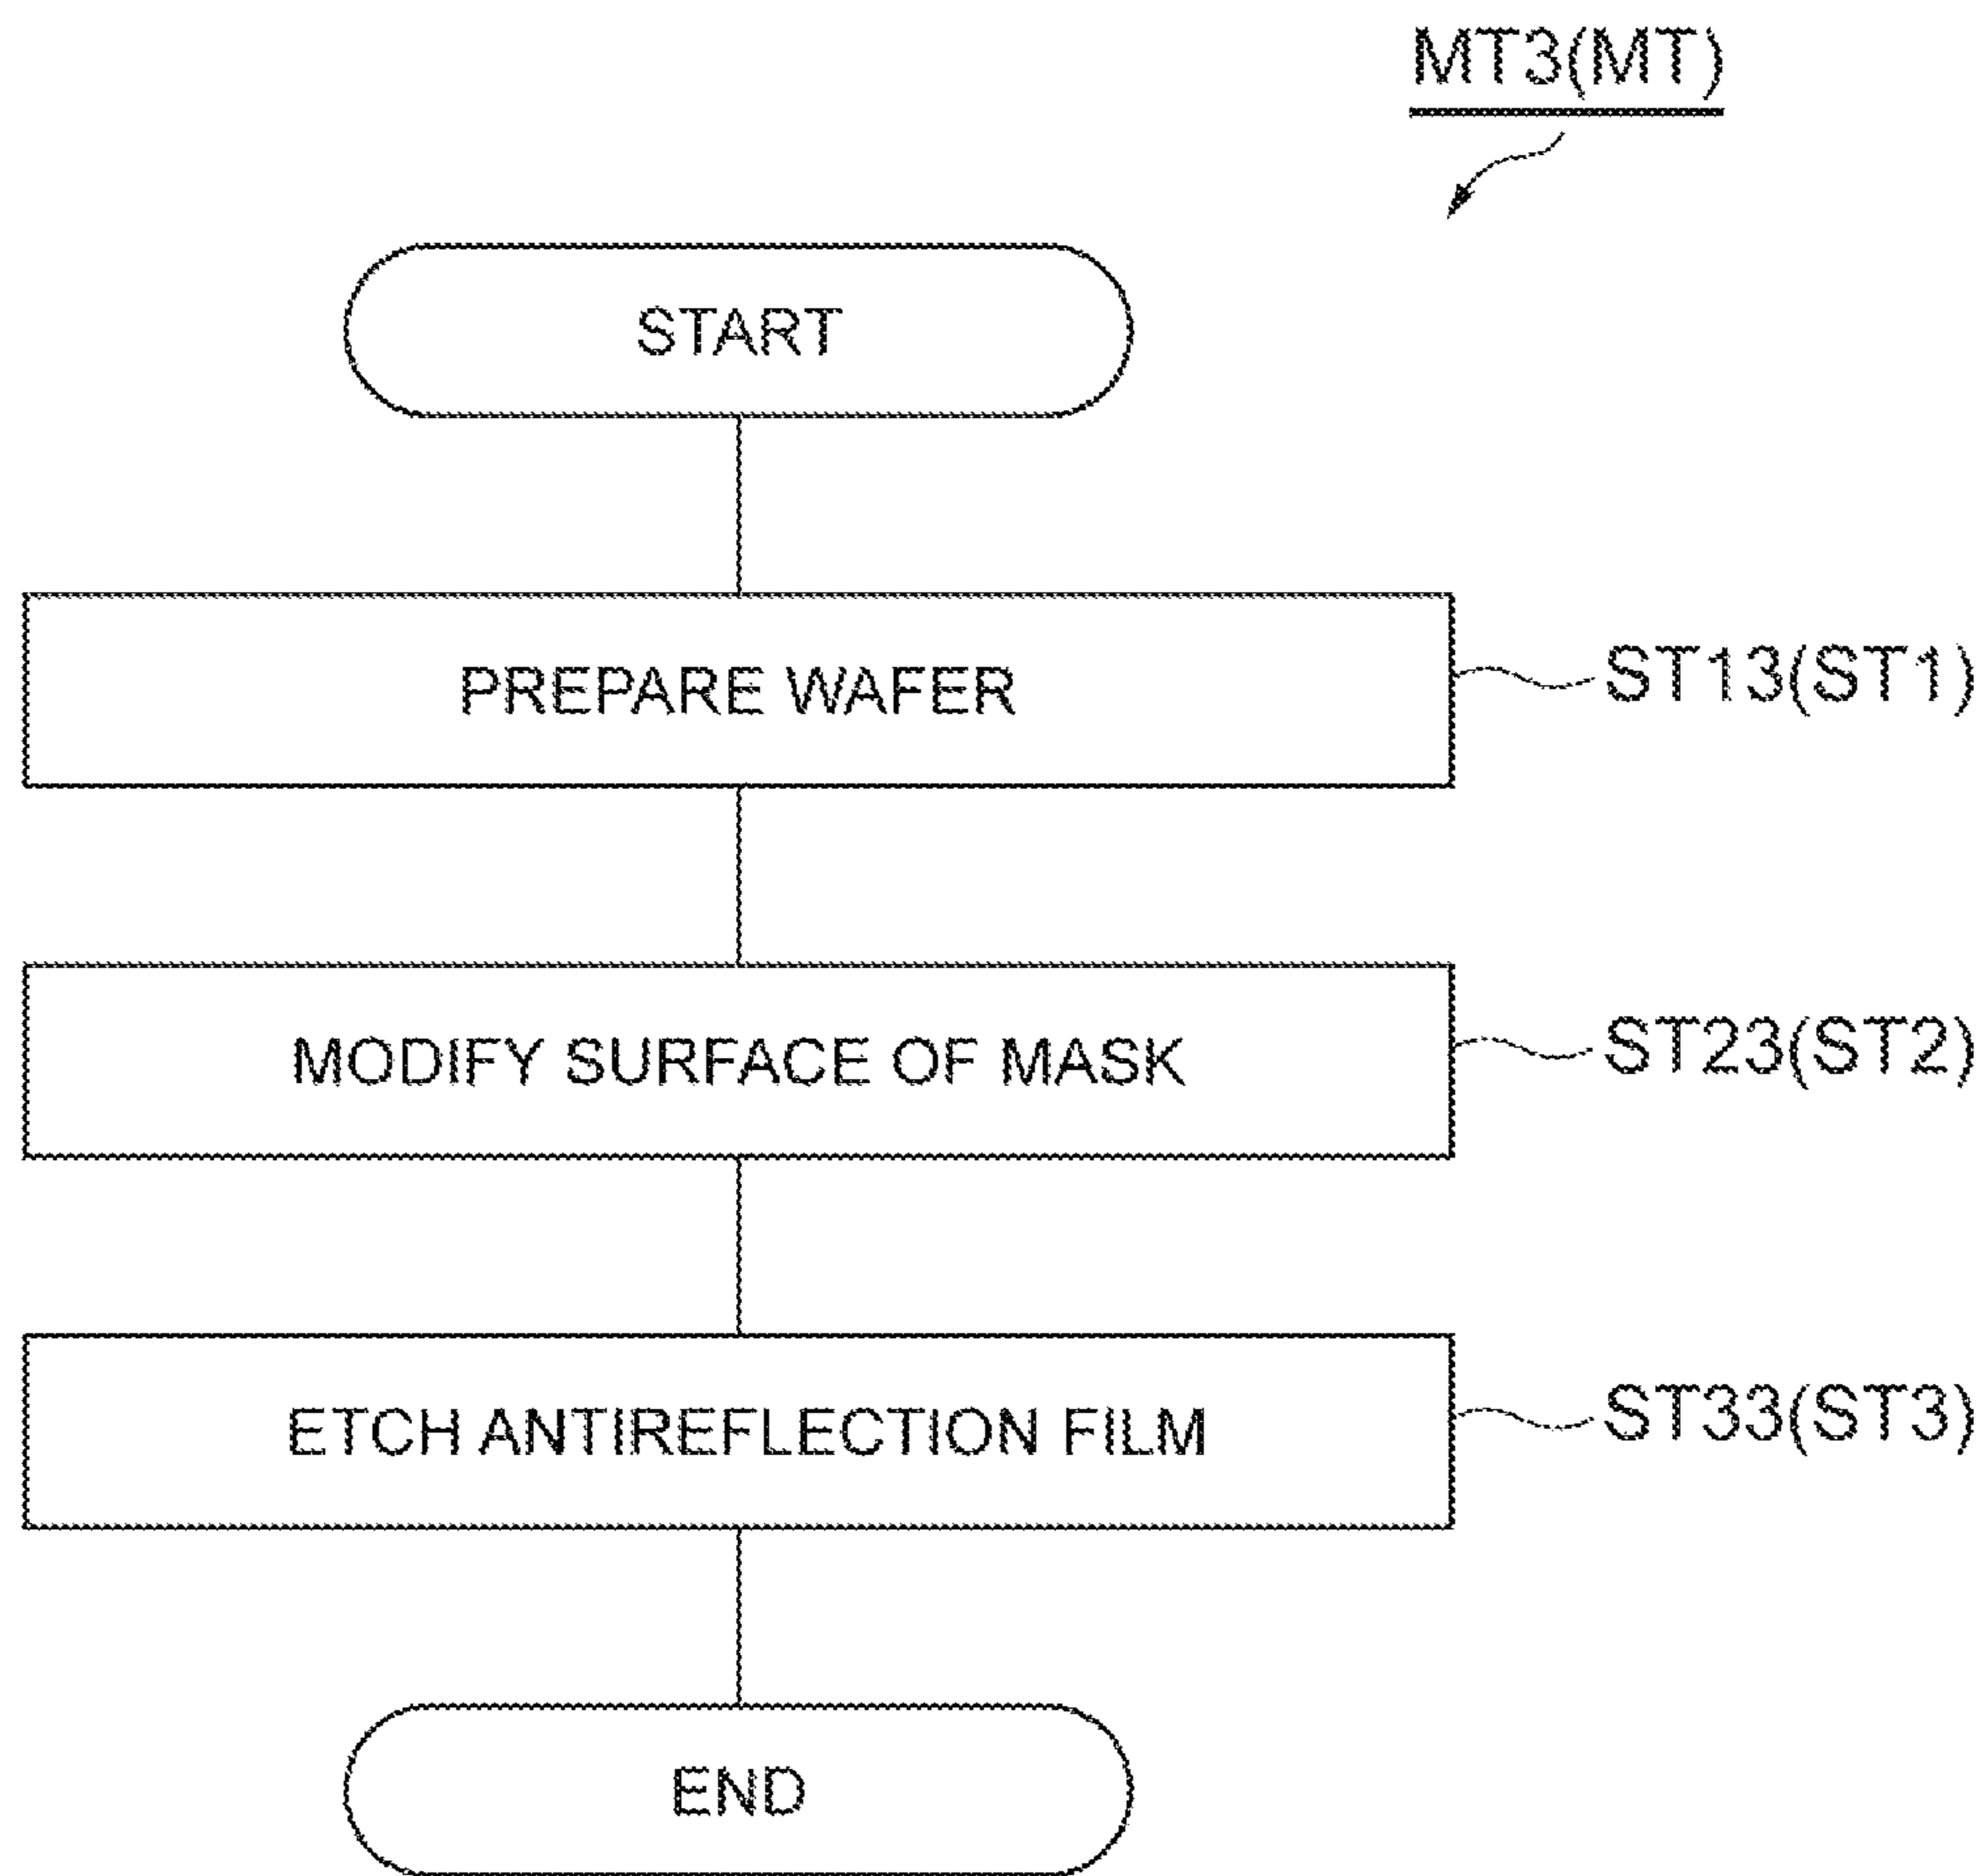 MT3(MT)
START
PREPARE WAFER
ST13(ST1)
MODIFY SURFACE OF MASK
ST23(ST2)
ETCH ANTIREFLECTION FILM
ST33(ST3)
END